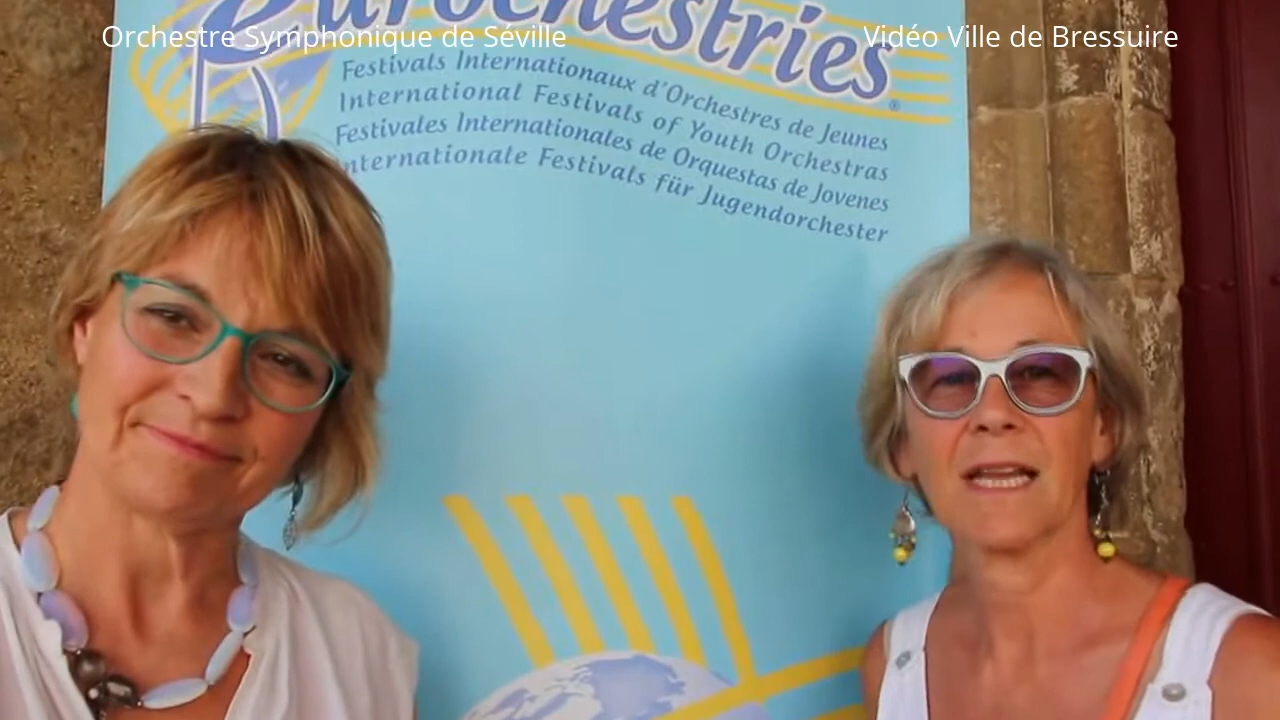 Eurochestries
Orchestre Symphonique de Séville
Vidéo Ville de Bressuire
®
Festivals Internationaux d'Orchestres de Jeunes
International Festivals of Youth Orchestras
Festivales Internationales de Orquestas de Jovenes
Internationale Festivals für Jugendorchester